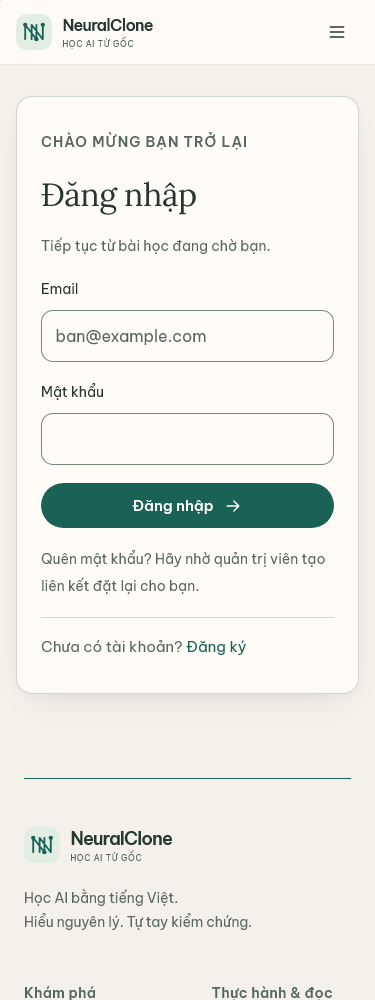 NeuralClone
HỌC AI TỪ GỐC
CHÀO MỪNG BẠN TRỞ LẠI
Đăng nhập
Tiếp tục từ bài học đang chờ bạn.
Email
ban@example.com
Mật khẩu
Đăng nhập →
Quên mật khẩu? Hãy nhờ quản trị viên tạo
liên kết đặt lại cho bạn.
Chưa có tài khoản? Đăng ký
NeuralClone
HỌC AI TỪ GỐC
Học AI bằng tiếng Việt.
Hiểu nguyên lý. Tự tay kiểm chứng.
Khám phá
Thực hành & đọc